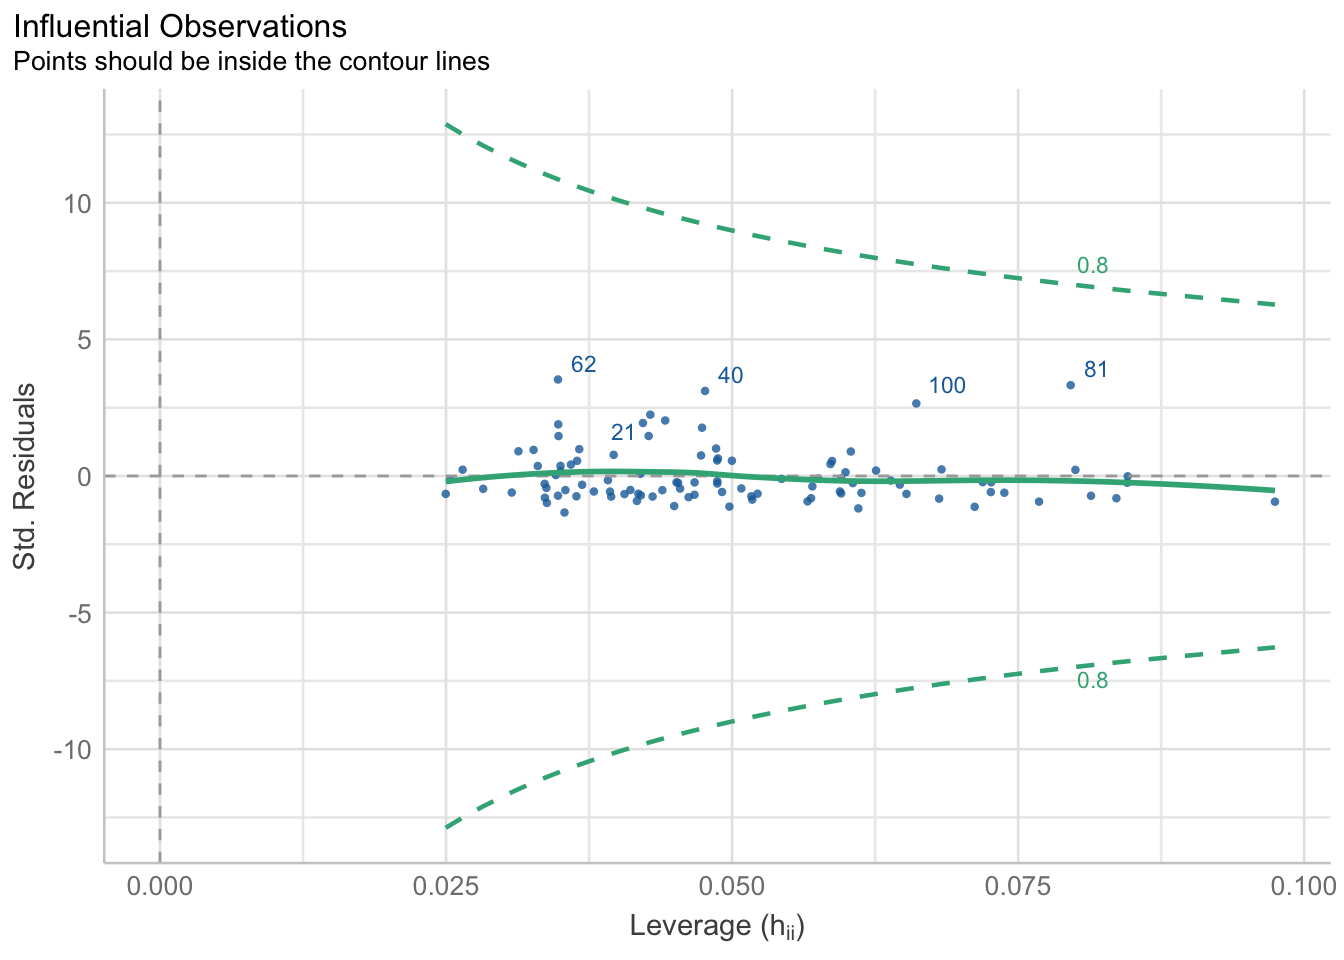 Influential Observations
Points should be inside the contour lines
10
5
0
-5
-10
Std. Residuals
0.8
62
40
100
81
21
0.8
0.000 0.025 0.050 0.075 0.100
Leverage (hᵢᵢ)